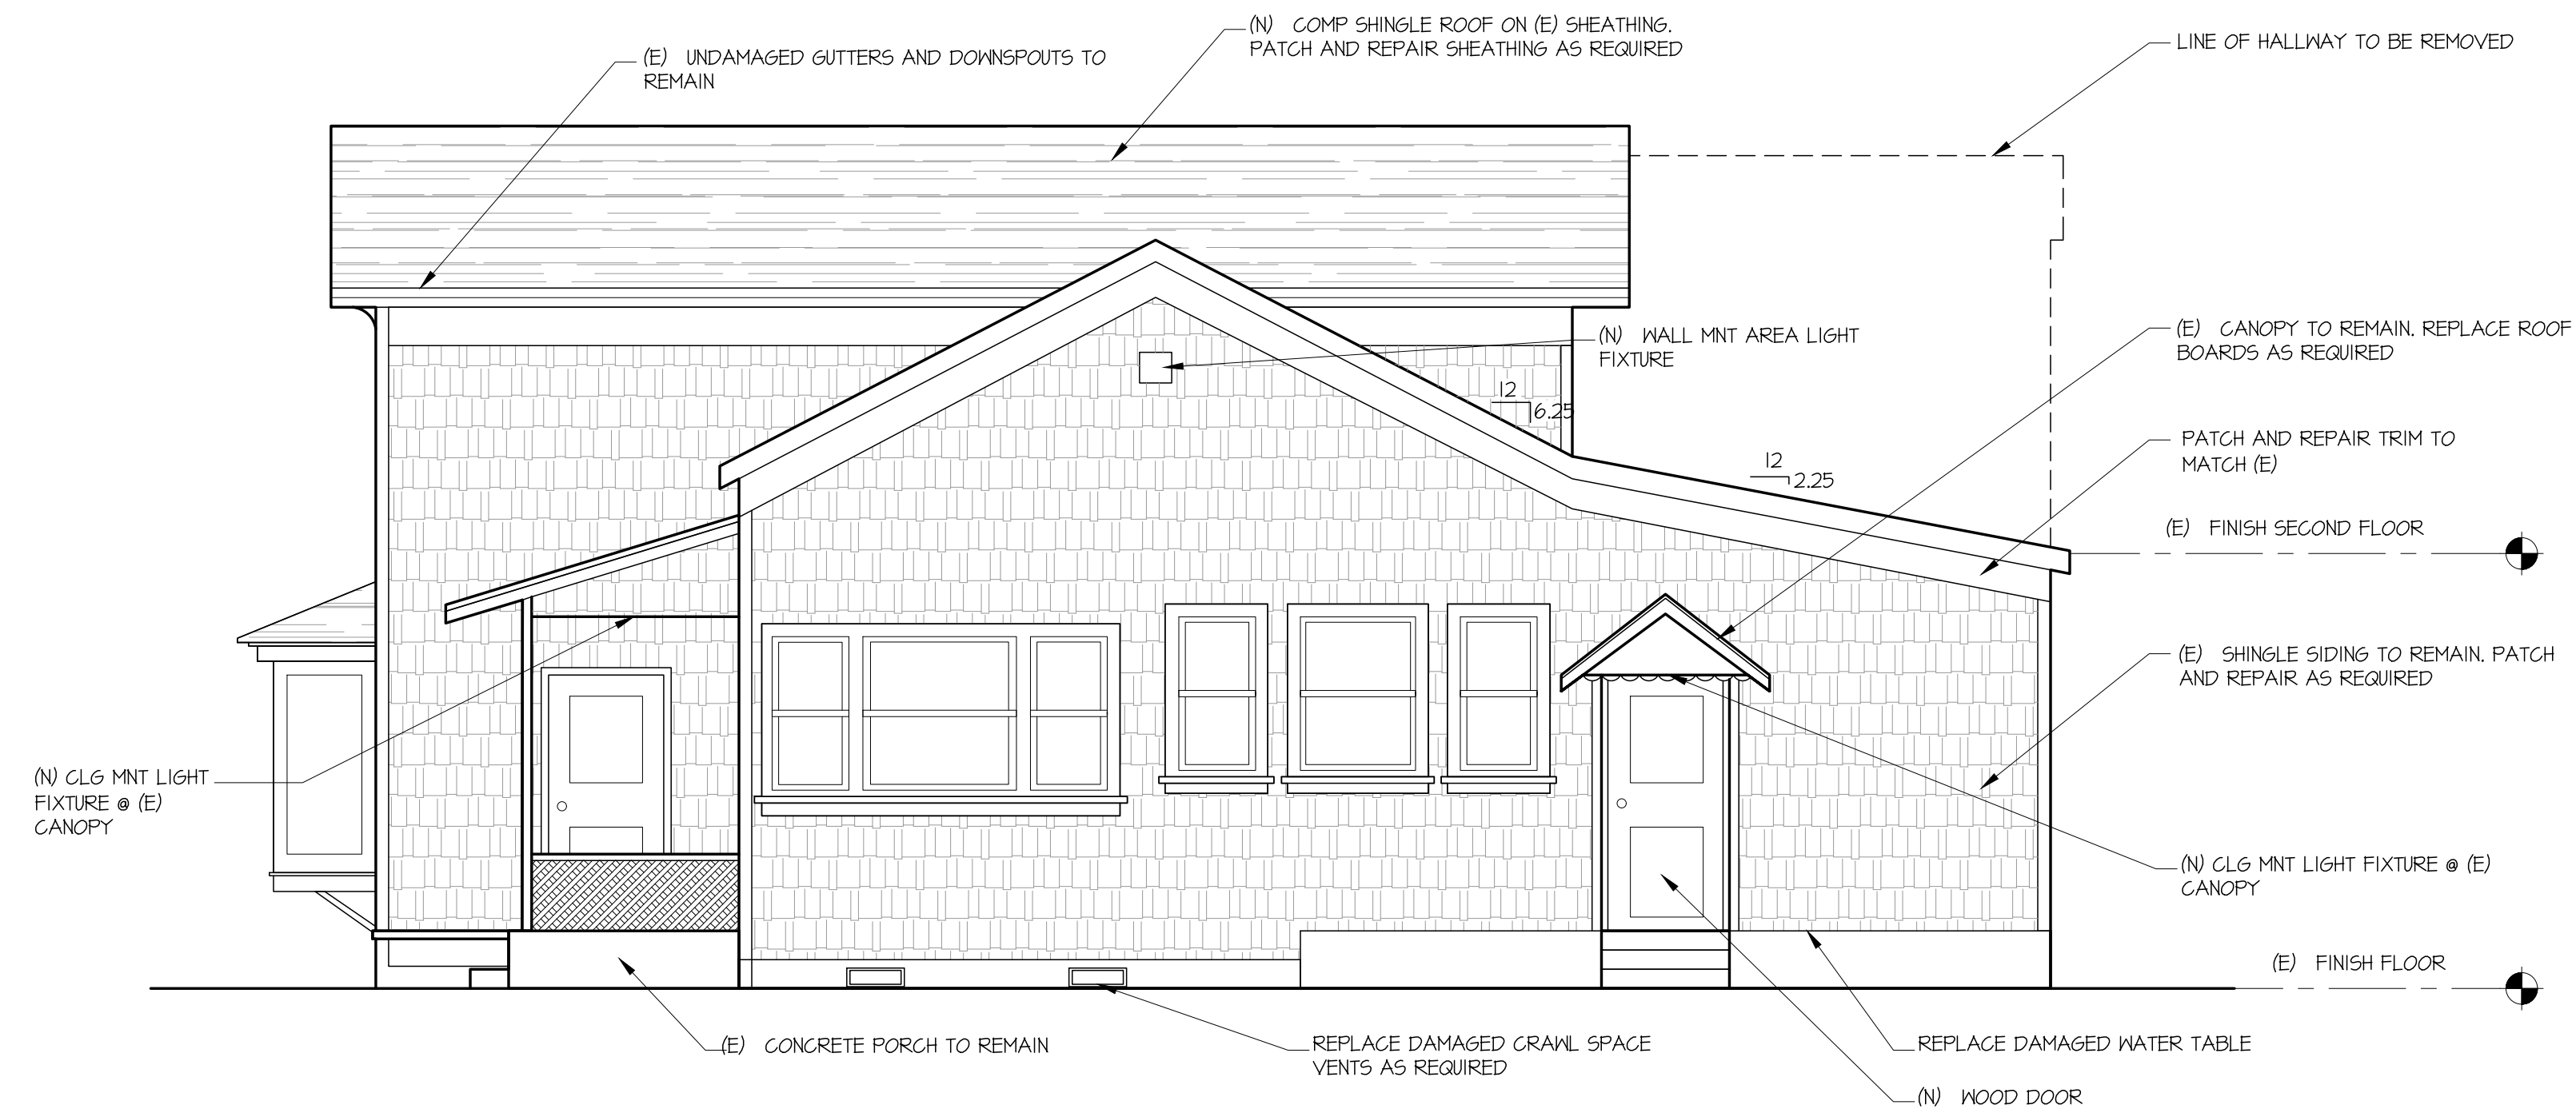 (N) COMP SHINGLE ROOF ON (E) SHEATHING.
PATCH AND REPAIR SHEATHING AS REQUIRED
LINE OF HALLWAY TO BE REMOVED
(E) UNDAMAGED GUTTERS AND DOWNSPOUTS TO
REMAIN
(N) WALL MNT AREA LIGHT
FIXTURE
(E) CANOPY TO REMAIN. REPLACE ROOF
BOARDS AS REQUIRED
12
6.25
PATCH AND REPAIR TRIM TO
MATCH (E)
12
2.25
(E) FINISH SECOND FLOOR
(E) SHINGLE SIDING TO REMAIN. PATCH
AND REPAIR AS REQUIRED
(N) CLG MNT LIGHT
FIXTURE @ (E)
CANOPY
(N) CLG MNT LIGHT FIXTURE @ (E)
CANOPY
(E) FINISH FLOOR
(E) CONCRETE PORCH TO REMAIN
REPLACE DAMAGED CRAWL SPACE
VENTS AS REQUIRED
REPLACE DAMAGED WATER TABLE
(N) WOOD DOOR